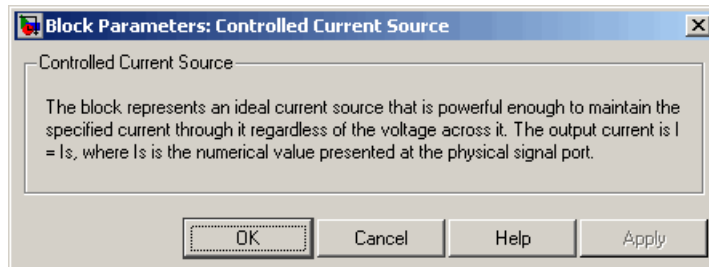 Block Parameters: Controlled Current Source
Controlled Current Source
The block represents an ideal current source that is powerful enough to maintain the
specified current through it regardless of the voltage across it. The output current is I
= Is, where Is is the numerical value presented at the physical signal port.
OK Cancel Help Apply